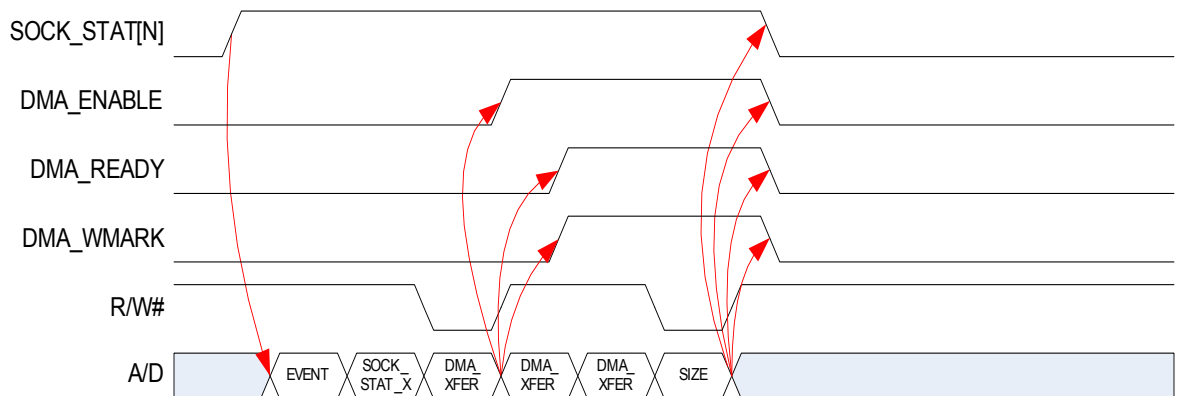 SOCK_STAT[N]
DMA_ENABLE
DMA_READY
DMA_WMARK
R/W#
A/D
EVENT
SOCK_
STAT_X
DMA_
XFER
DMA_
XFER
DMA_
XFER
SIZE